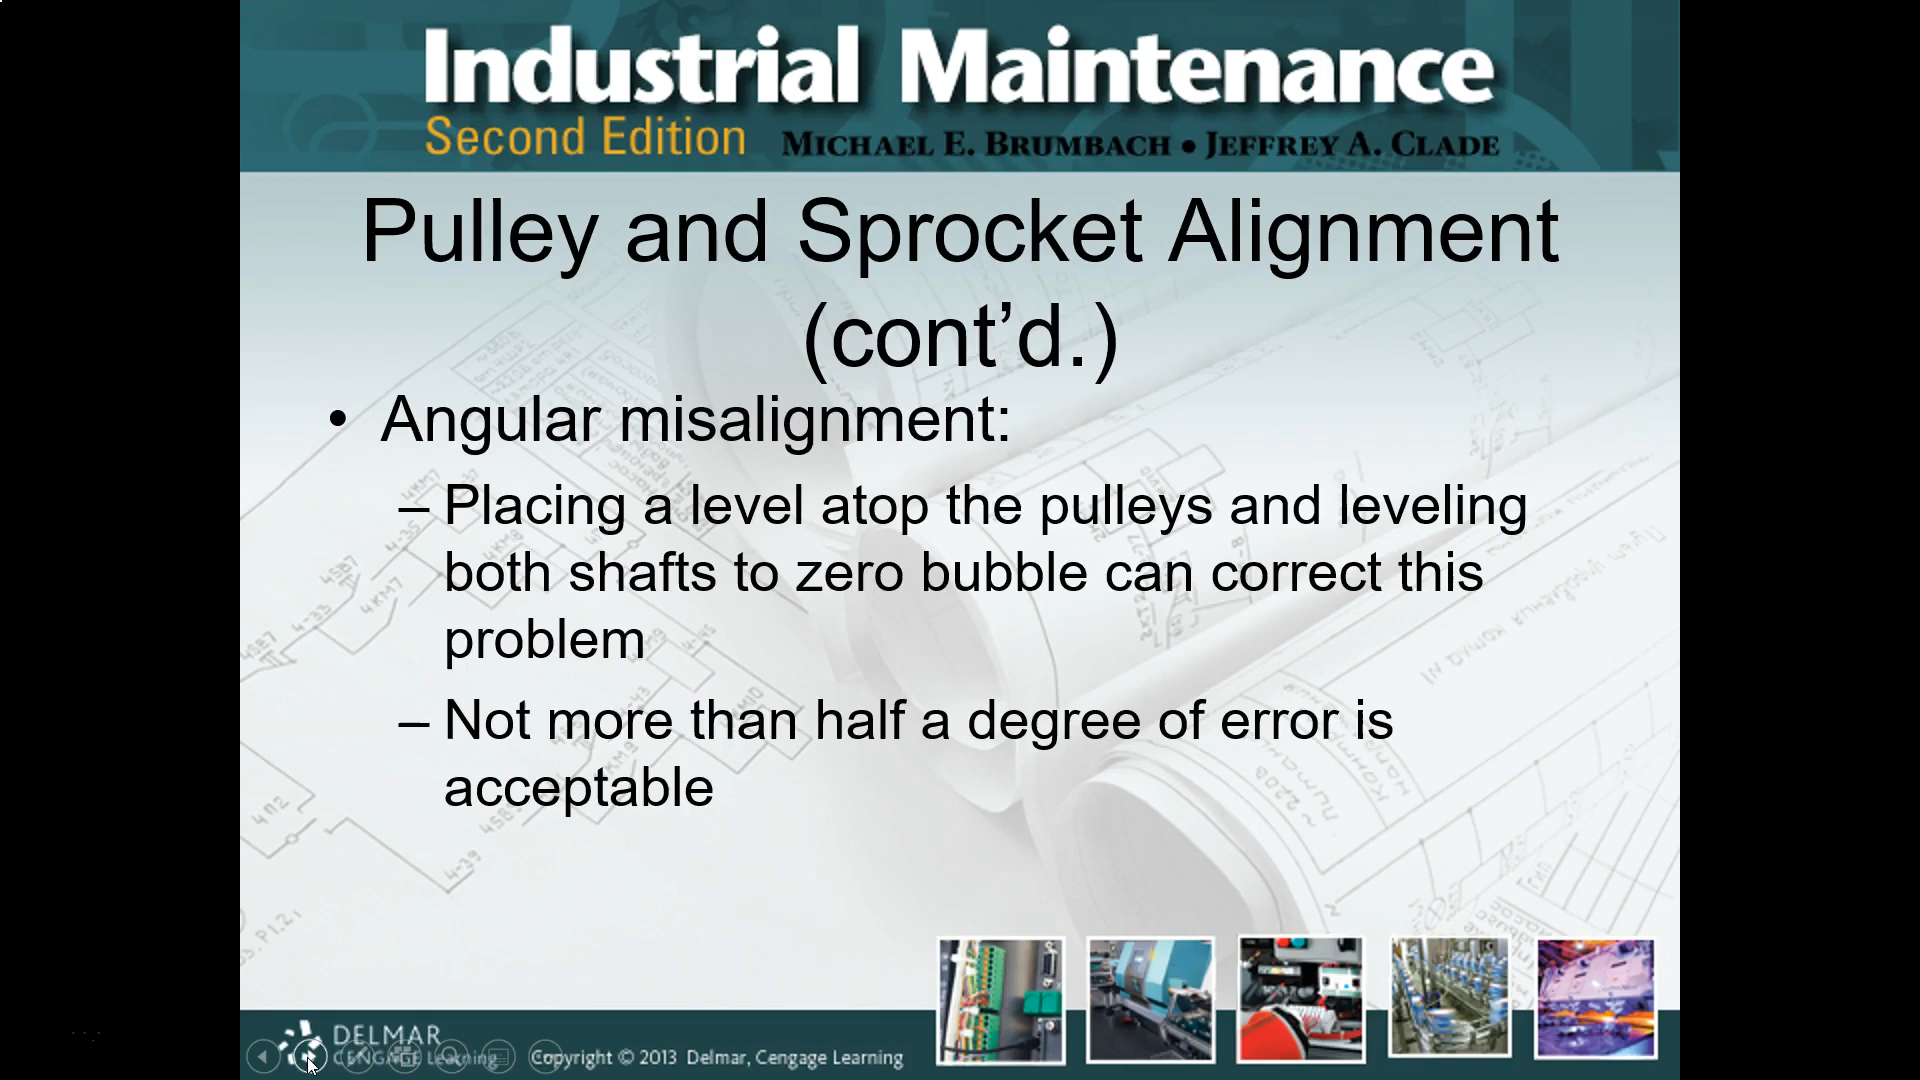 Industrial Maintenance
Second Edition MICHAEL E. BRUMBACH • JEFFREY A. CLADE
Pulley and Sprocket Alignment
(cont’d.)
• Angular misalignment:
– Placing a level atop the pulleys and leveling
both shafts to zero bubble can correct this
problem
– Not more than half a degree of error is
acceptable
DELMAR
CENGAGE Learning Copyright © 2013 Delmar, Cengage Learning